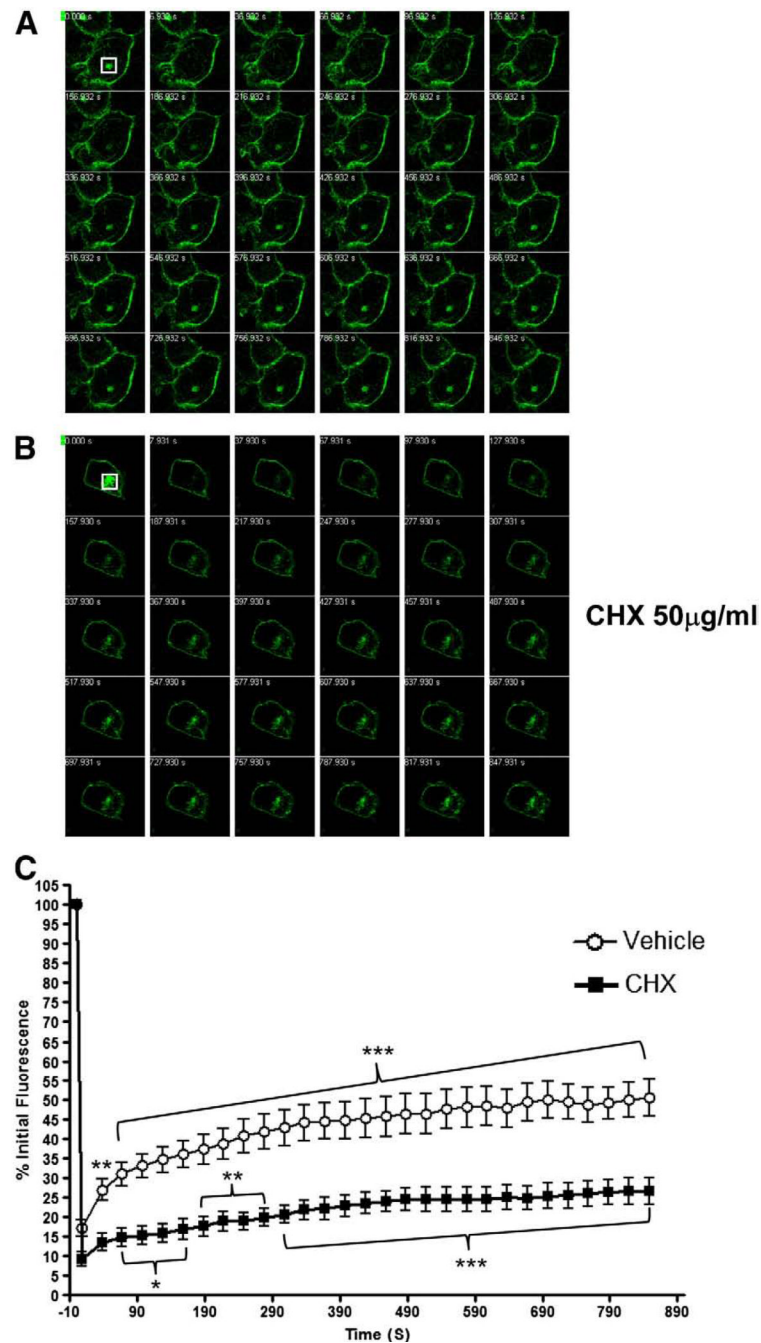 A
0.000 s 6.932 s 36.932 s 66.932 s 96.932 s 126.932 s
156.932 s 186.932 s 216.932 s 246.932 s 276.932 s 306.932 s
336.932 s 366.932 s 396.932 s 426.932 s 456.932 s 486.932 s
516.932 s 546.932 s 576.932 s 606.932 s 636.932 s 666.932 s
696.932 s 726.932 s 756.932 s 786.932 s 816.932 s 846.932 s
B
0.000 s 7.931 s 37.930 s 67.931 s 97.930 s 127.930 s
157.930 s 187.931 s 217.930 s 247.930 s 277.930 s 307.931 s
337.930 s 367.930 s 397.930 s 427.931 s 457.931 s 487.930 s
CHX 50µg/ml
517.930 s 547.930 s 577.931 s 607.930 s 637.930 s 667.930 s
697.931 s 727.930 s 757.930 s 787.930 s 817.931 s 847.931 s
C
105
100
95
90
85
80
75
70
65
60
55
50
45
40
35
30
25
20
15
10
5
0
% Initial Fluorescence
Vehicle
CHX
***
**
**
*
***
-10 90 190 290 390 490 590 690 790 890
Time (S)